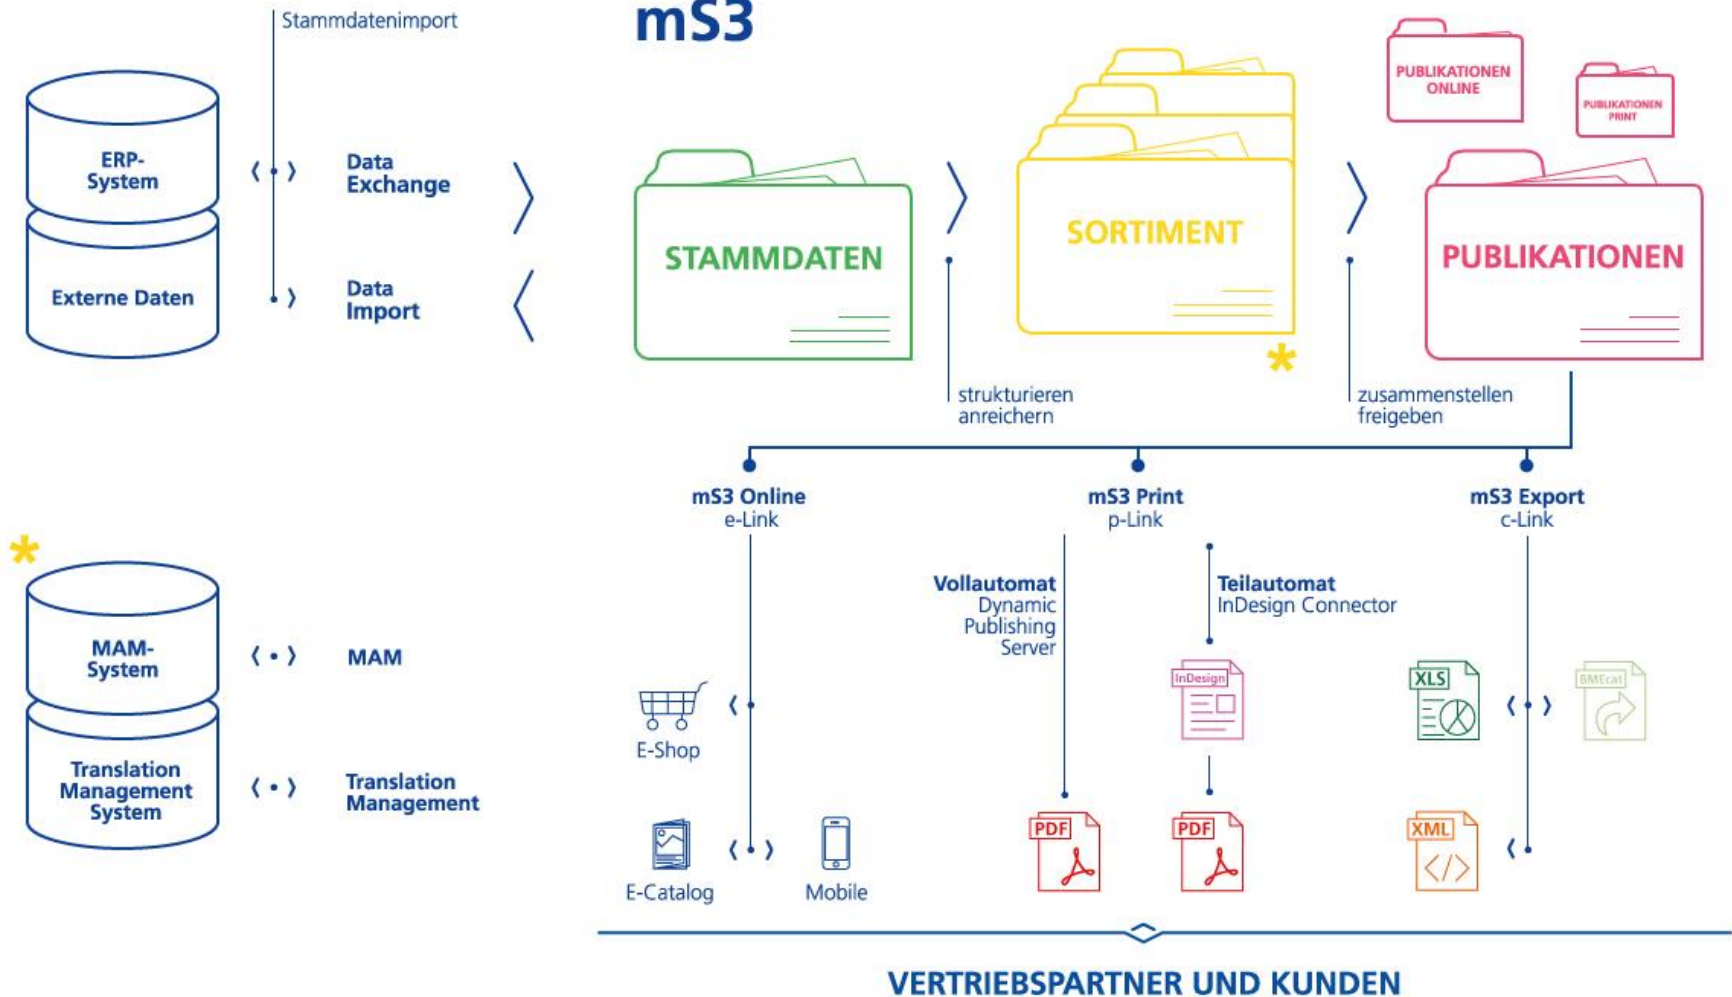 Stammdatenimport
mS3
PUBLIKATIONEN
ONLINE
PUBLIKATIONEN
PRINT
ERP-
System
Data
Exchange
Externe Daten
Data
Import
STAMMDATEN
SORTIMENT
*
PUBLIKATIONEN
strukturieren
anreichern
zusammenstellen
freigeben
mS3 Online
e-Link
mS3 Print
p-Link
mS3 Export
c-Link
*
MAM-
System
MAM
Translation
Management
System
Translation
Management
Vollautomat
Dynamic
Publishing
Server
Teilautomat
InDesign Connector
E-Shop
InDesign
XLS
BMEcat
E-Catalog
Mobile
PDF
PDF
XML
</>
VERTRIEBSPARTNER UND KUNDEN